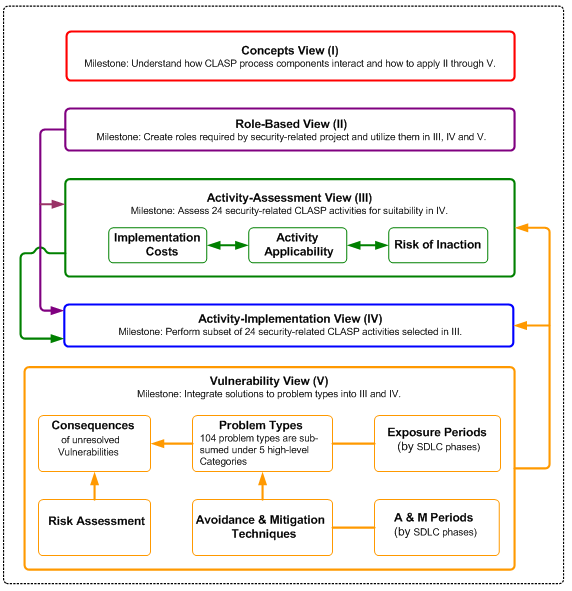 Concepts View (I)
Milestone: Understand how CLASP process components interact and how to apply II through V.
Role-Based View (II)
Milestone: Create roles required by security-related project and utilize them in III, IV and V.
Activity-Assessment View (III)
Milestone: Assess 24 security-related CLASP activities for suitability in IV.
Implementation
Costs
Activity
Applicability
Risk of Inaction
Activity-Implementation View (IV)
Milestone: Perform subset of 24 security-related CLASP activities selected in III.
Vulnerability View (V)
Milestone: Integrate solutions to problem types into III and IV.
Consequences
of unresolved
Vulnerabilities
Problem Types
104 problem types are sub-
sumed under 5 high-level
Categories
Exposure Periods
(by SDLC phases)
Risk Assessment
Avoidance & Mitigation
Techniques
A & M Periods
(by SDLC phases)